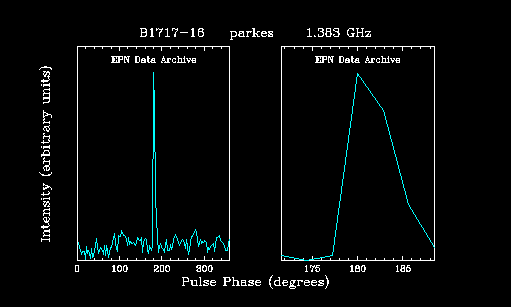 B1717-16 parkes 1.383 GHz
EPN Data Archive EPN Data Archive
Intensity (arbitrary units)
0 100 200 300 175 180 185
Pulse Phase (degrees)